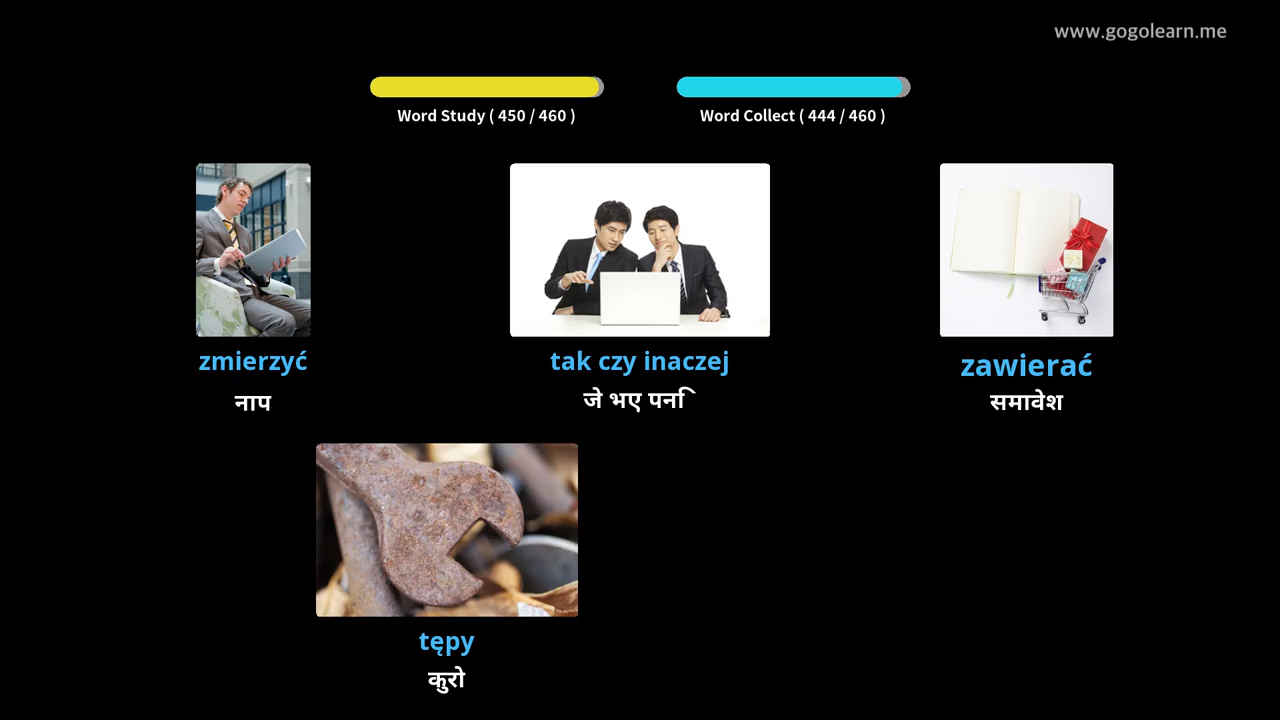 www.gogolearn.me
Word Study ( 450 / 460 )
Word Collect ( 444 / 460 )
zmierzyć
नाप
tak czy inaczej
जे भए पनि
zawierać
समावेश
tępy
कुरो